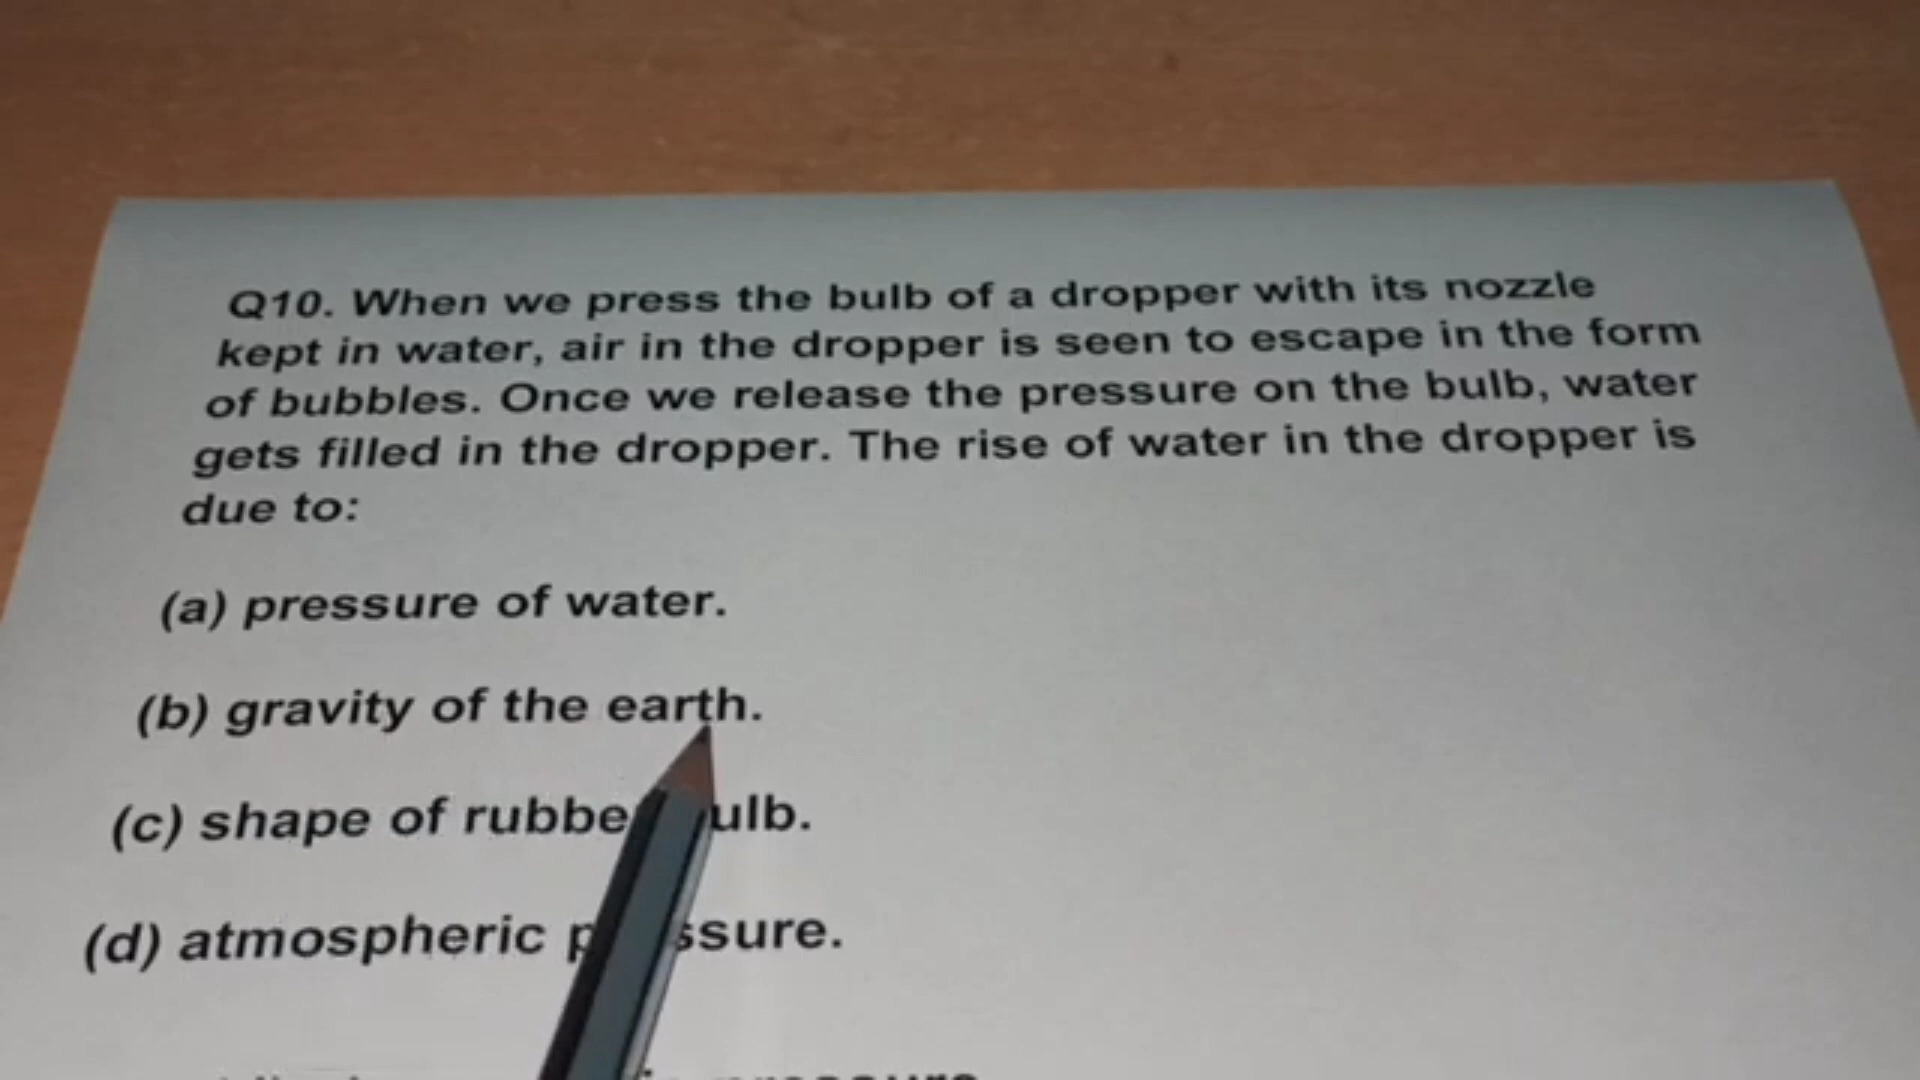 Q10. When we press the bulb of a dropper with its nozzle
kept in water, air in the dropper is seen to escape in the form
of bubbles. Once we release the pressure on the bulb, water
gets filled in the dropper. The rise of water in the dropper is
due to:
(a) pressure of water.
(b) gravity of the earth.
(c) shape of rubbe ulb.
(d) atmospheric p ssure.